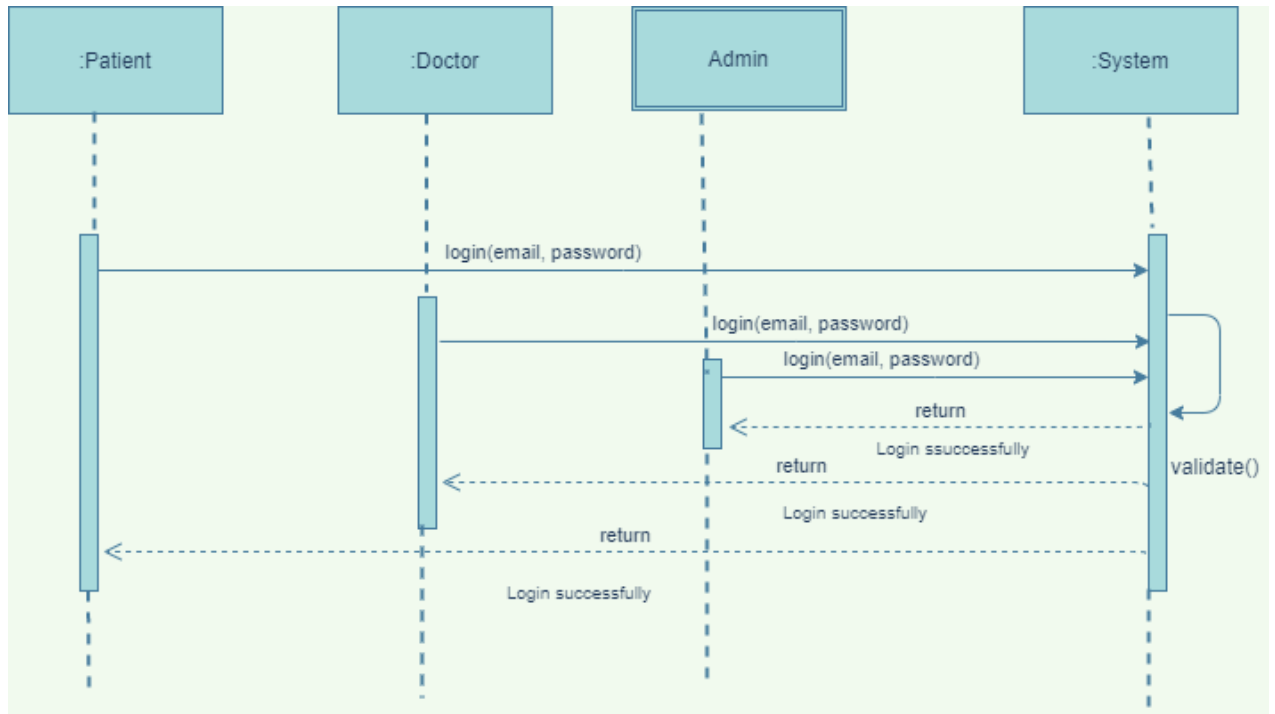 :Patient
:Doctor
Admin
:System
login(email, password)
login(email, password)
login(email, password)
return
Login ssuccessfully
return
validate()
Login successfully
return
Login successfully